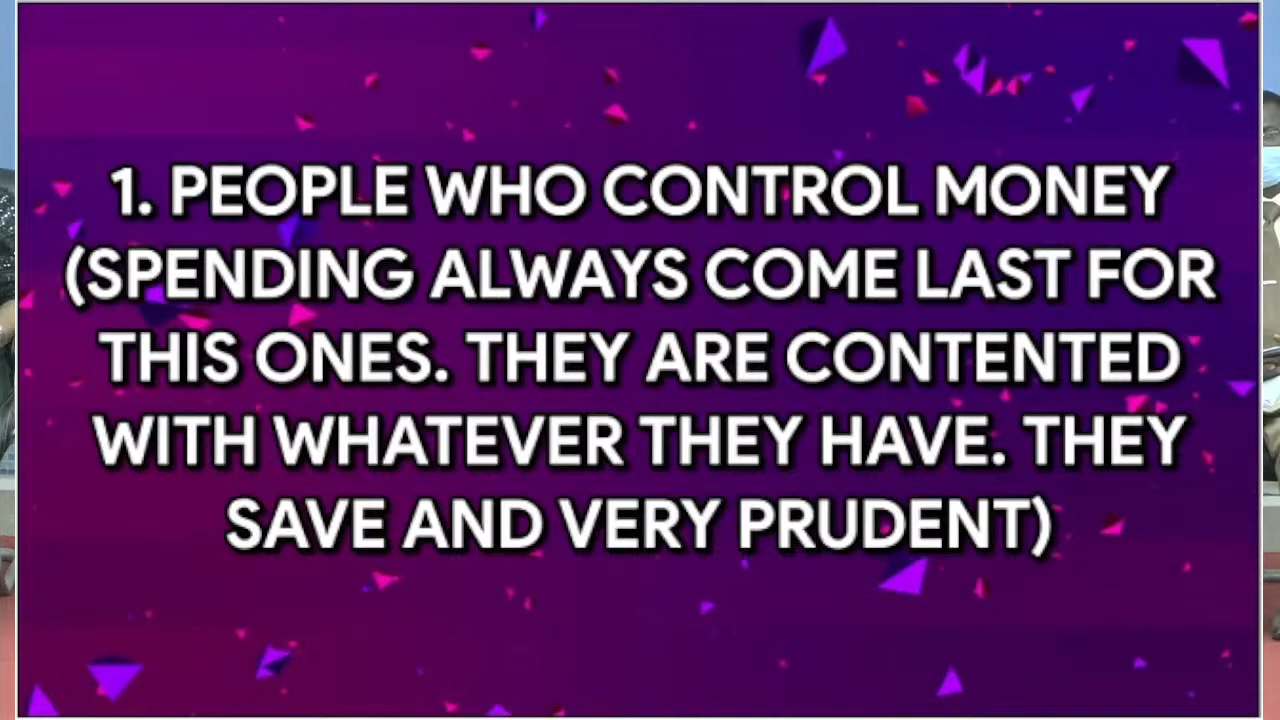 1. PEOPLE WHO CONTROL MONEY
(SPENDING ALWAYS COME LAST FOR
THIS ONES. THEY ARE CONTENTED
WITH WHATEVER THEY HAVE. THEY
SAVE AND VERY PRUDENT)